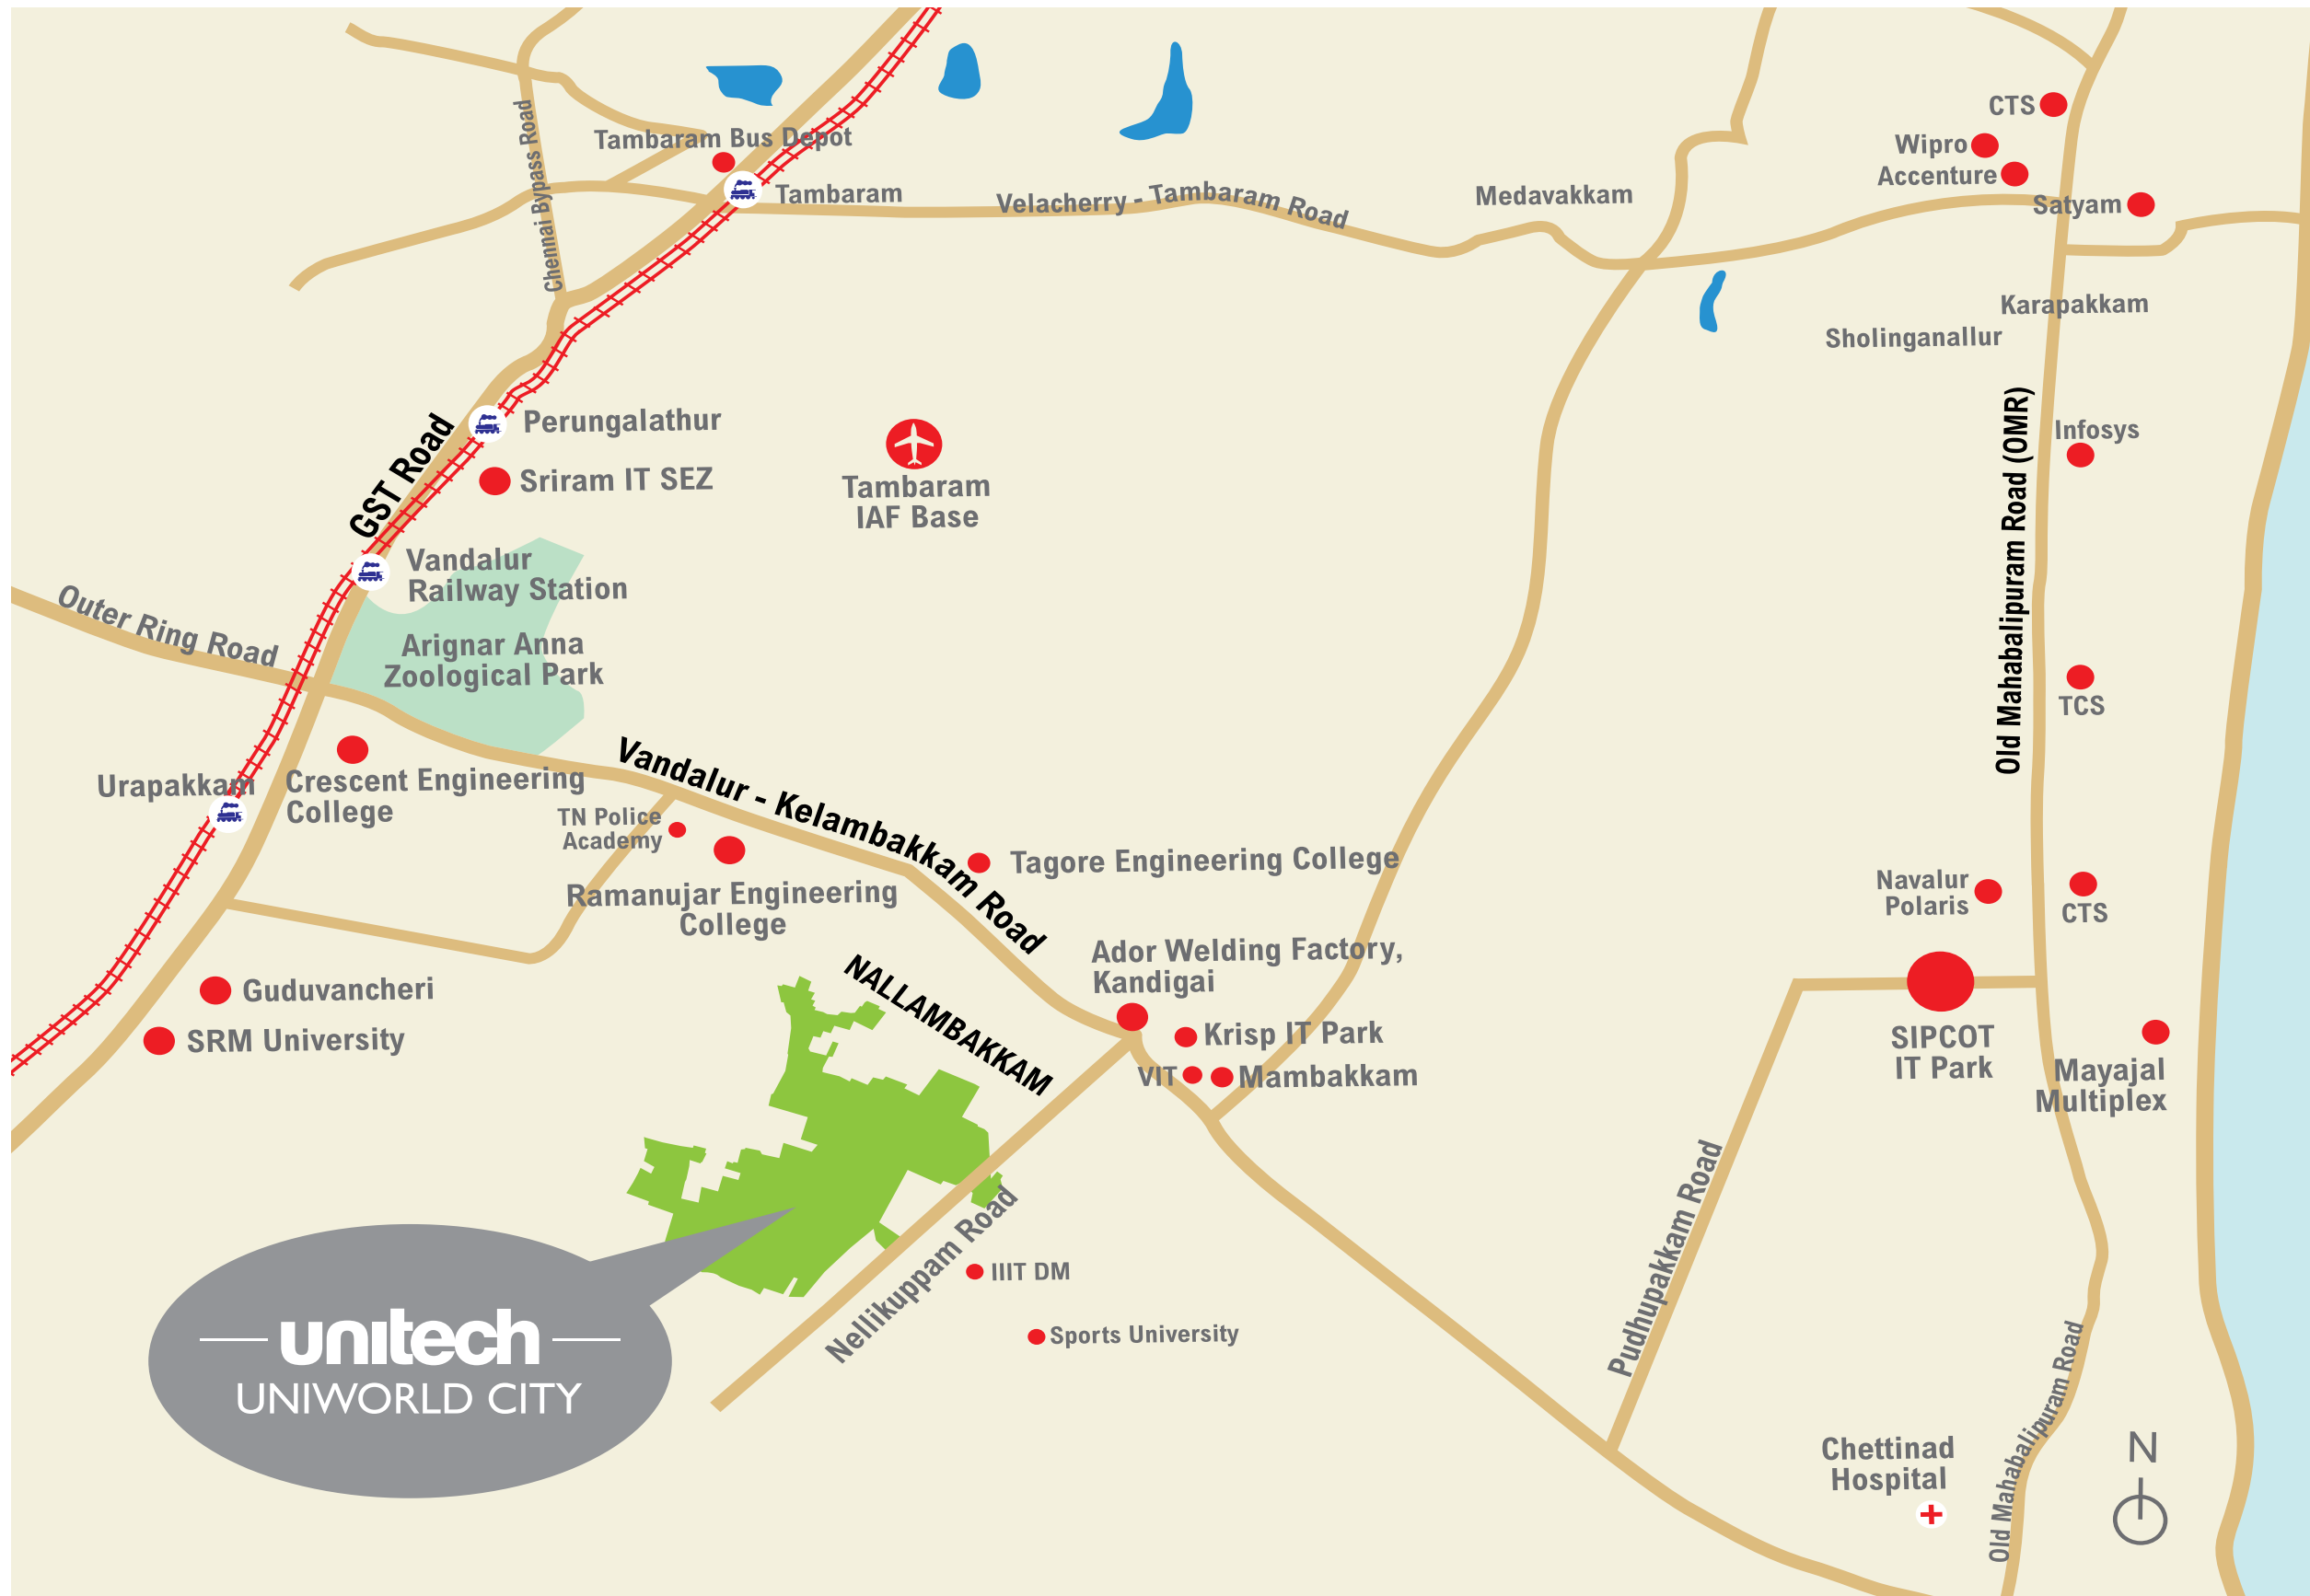 Chennai Bypass Road
Tambaram Bus Depot
Tambaram
Velacherry - Tambaram Road
Medavakkam
CTS
Wipro
Accenture
Satyam
Karapakkam
Sholinganallur
Old Mahabalipuram Road (OMR)
Infosys
GST Road
Perungalathur
Sriram IT SEZ
Tambaram
IAF Base
Vandalur
Railway Station
Outer Ring Road
Arignar Anna
Zoological Park
TCS
Urapakkam
Crescent Engineering
College
Vandalur - Kelambakkam Road
TN Police
Academy
Ramanujar Engineering
College
Tagore Engineering College
Navalur
Polaris
CTS
Ador Welding Factory,
Kandigai
NALLAMBAKKAM
Guduvancheri
SRM University
Krisp IT Park
VIT
Mambakkam
SIPCOT
IT Park
Mayajal
Multiplex
Pudhupakkam Road
Nellikuppam Road
IIIT DM
Sports University
unitech
UNIWORLD CITY
Old Mahabalipuram Road
Chettinad
Hospital
N